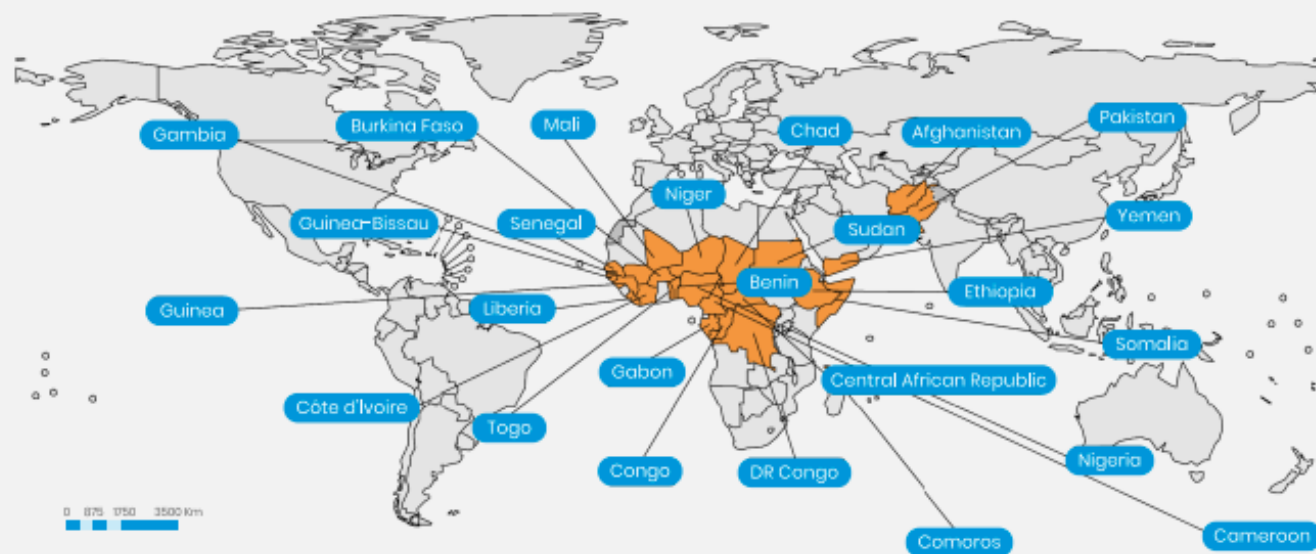 Gambia
Burkina Faso
Mali
Chad
Afghanistan
Pakistan
Niger
Guinea-Bissau
Senegal
Sudan
Yemen
Benin
Ethiopia
Guinea
Liberia
Somalia
Gabon
Central African Republic
Côte d'Ivoire
Togo
Congo
DR Congo
Nigeria
Comoros
Cameroon
0 875 1750 3500 Km